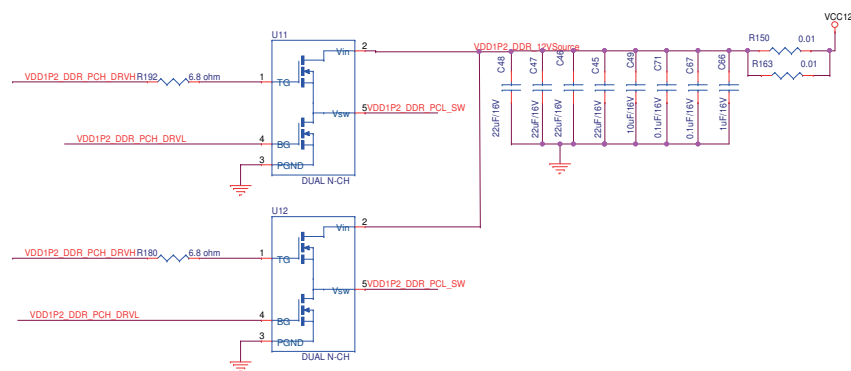 VCC12
U11
2
Vin
VDD1P2_DDR_12VSource
R150
0.01
R163
0.01
C48
C47
C46
C45
C49
C71
C67
C66
22uF/16V
22uF/16V
22uF/16V
22uF/16V
10uF/16V
0.1uF/16V
0.1uF/16V
1uF/16V
VDD1P2_DDR_PCH_DRVH
R192
6.8 ohm
1
TG
Vsw
5
VDD1P2_DDR_PCL_SW
VDD1P2_DDR_PCH_DRVL
4
BG
3
PGND
DUAL N-CH
U12
2
Vin
VDD1P2_DDR_PCH_DRVH
R180
6.8 ohm
1
TG
Vsw
5
VDD1P2_DDR_PCL_SW
VDD1P2_DDR_PCH_DRVL
4
BG
3
PGND
DUAL N-CH